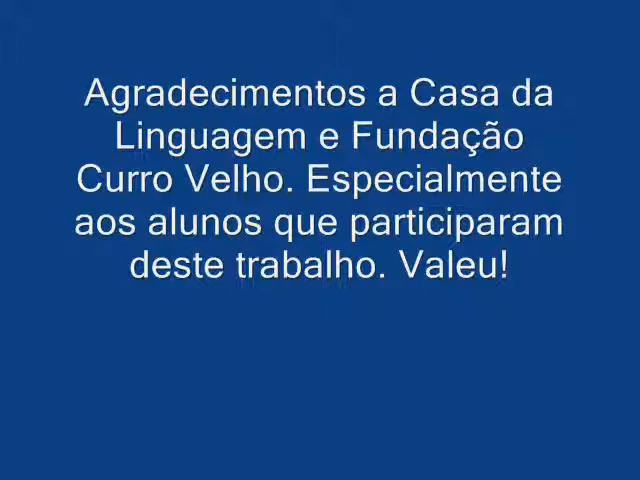 Agradecimentos a Casa da
Linguagem e Fundação
Curro Velho. Especialmente
aos alunos que participaram
deste trabalho. Valeu!